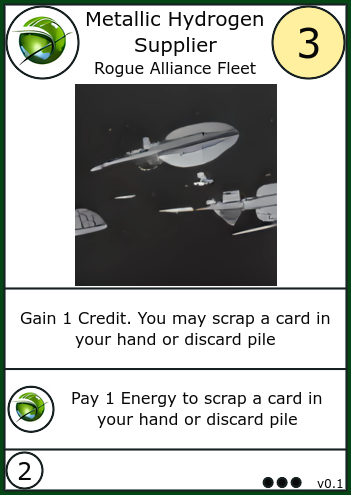 Metallic Hydrogen
Supplier
Rogue Alliance Fleet
3
Gain 1 Credit. You may scrap a card in
your hand or discard pile
Pay 1 Energy to scrap a card in
your hand or discard pile
2
v0.1